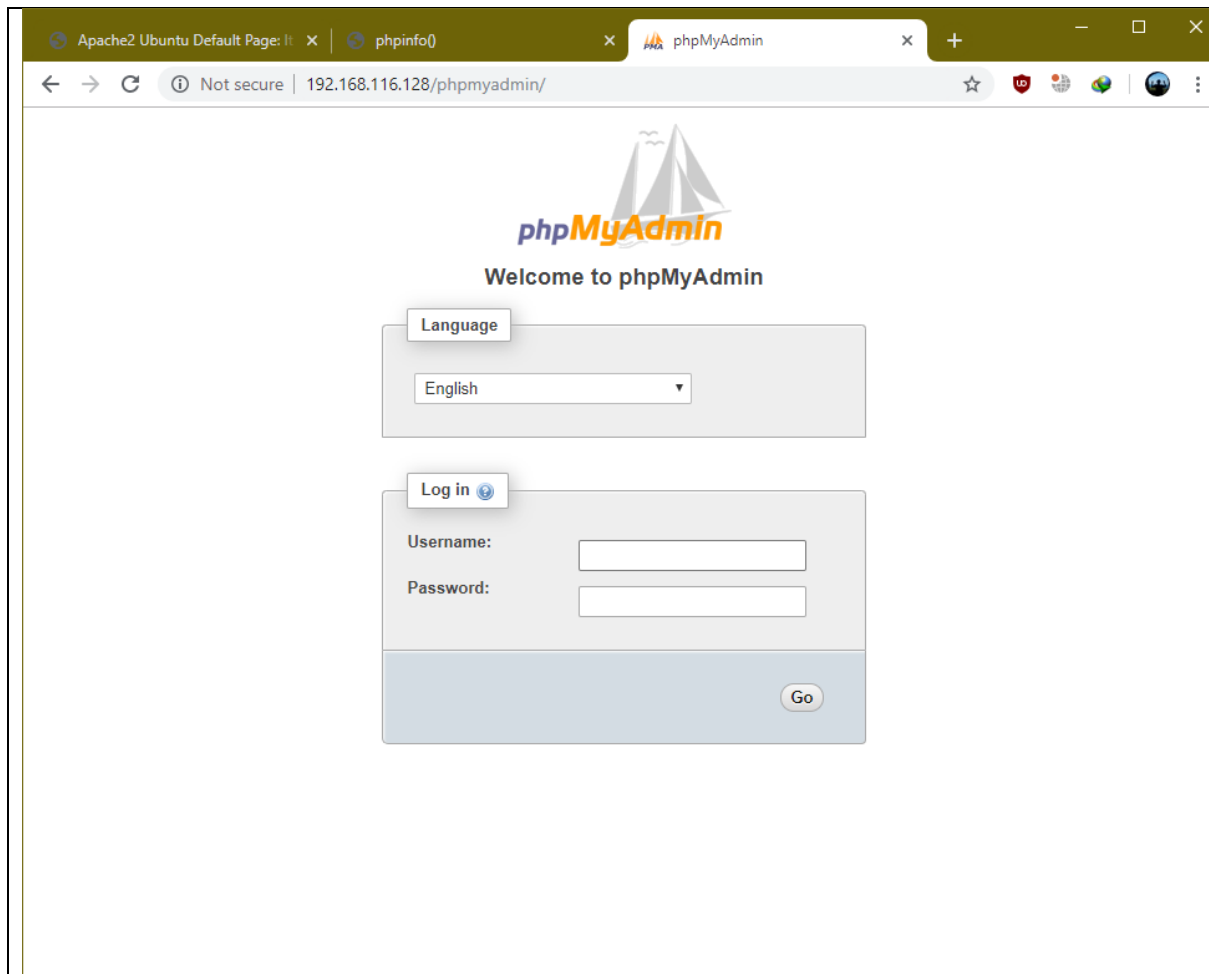 Apache2 Ubuntu Default Page: It
phpinfo()
phpMyAdmin
Not secure | 192.168.116.128/phpmyadmin/
phpMyAdmin
Welcome to phpMyAdmin
Language
English
Log in
Username:
Password:
Go